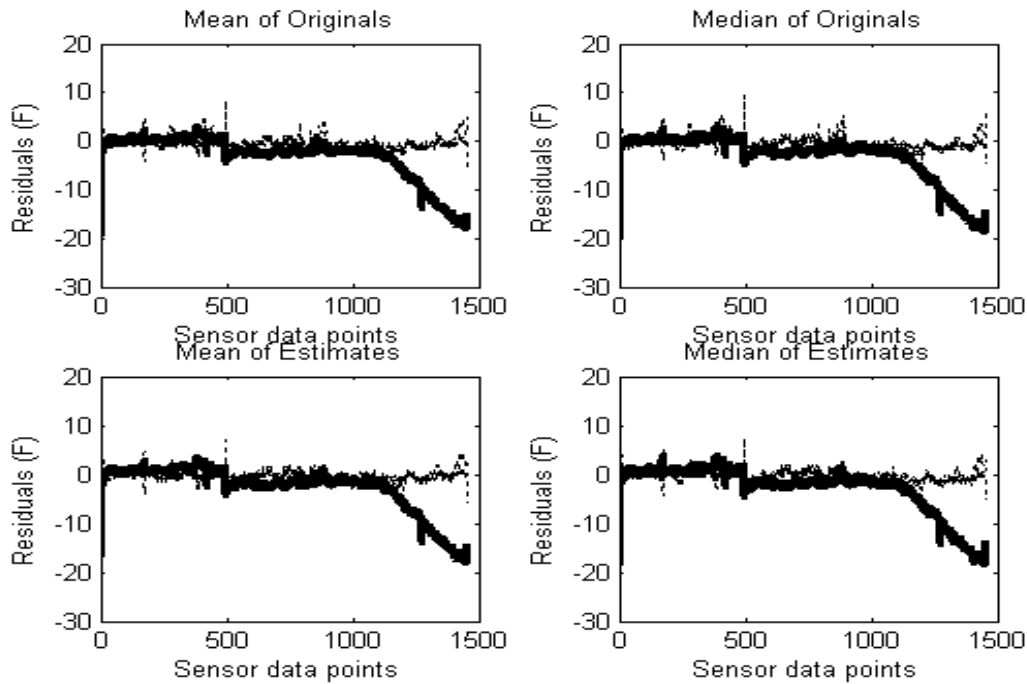 Mean of Originals
20
10
0
-10
-20
-30
Residuals (F)
0 500 1000 1500
Sensor data points
Median of Originals
20
10
0
-10
-20
-30
Residuals (F)
0 500 1000 1500
Sensor data points
Mean of Estimates
20
10
0
-10
-20
-30
Residuals (F)
0 500 1000 1500
Sensor data points
Median of Estimates
20
10
0
-10
-20
-30
Residuals (F)
0 500 1000 1500
Sensor data points